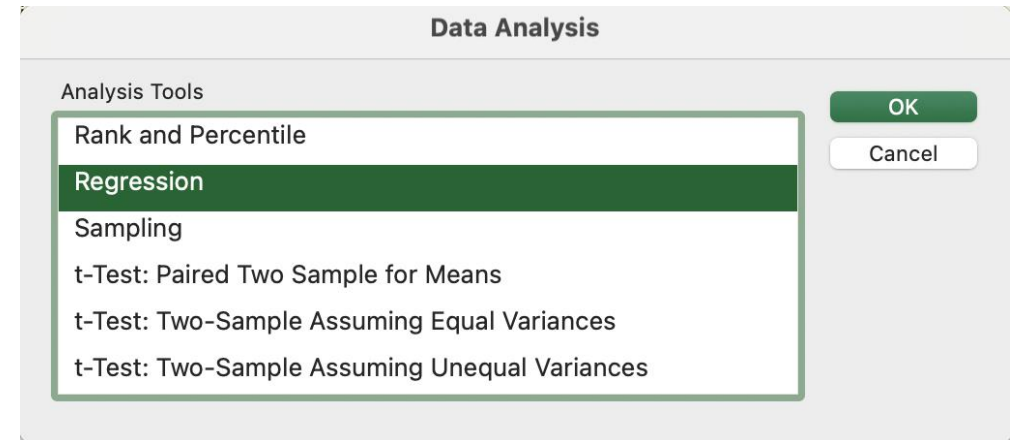 Data Analysis
Analysis Tools
OK
Rank and Percentile
Cancel
Regression
Sampling
t-Test: Paired Two Sample for Means
t-Test: Two-Sample Assuming Equal Variances
t-Test: Two-Sample Assuming Unequal Variances